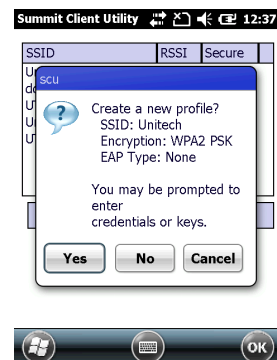 Summit Client Utility 12:37
SSID RSSI Secure
scu
Create a new profile?
SSID: Unitech
Encryption: WPA2 PSK
EAP Type: None
You may be prompted to
enter
credentials or keys.
Yes No Cancel
OK